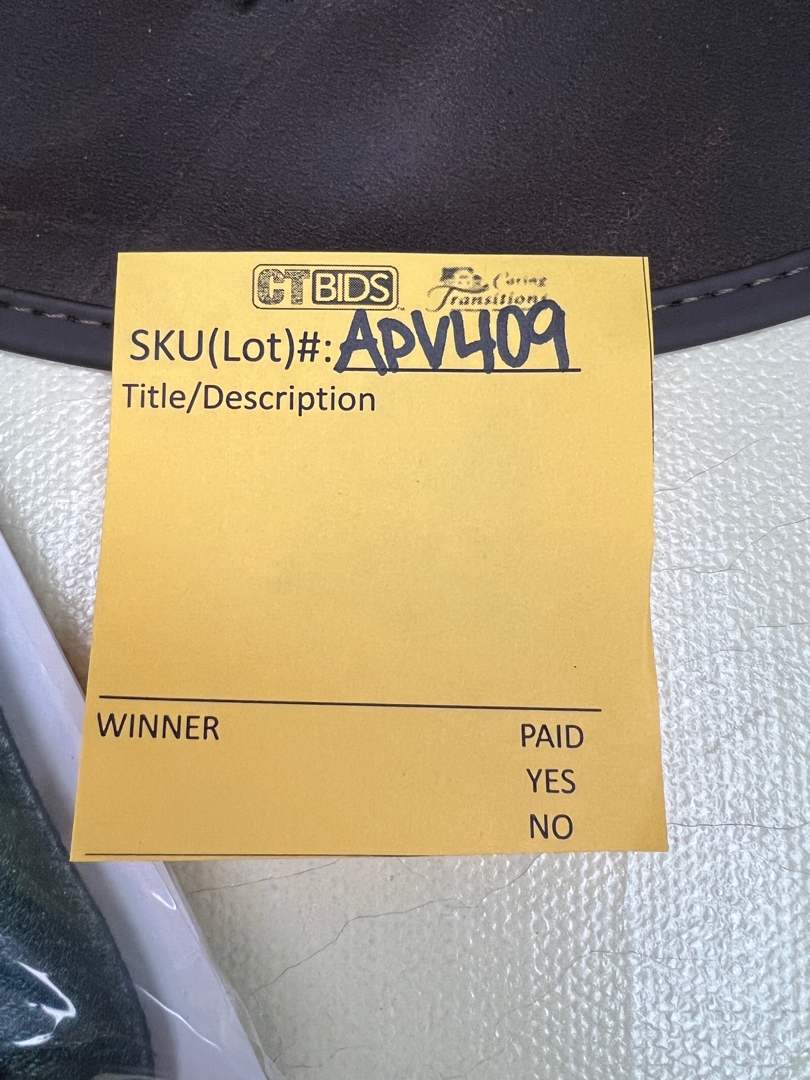 CTBIDS
Caring
Transitions
SKU(Lot)#: APV409
Title/Description
WINNER
PAID
YES
NO